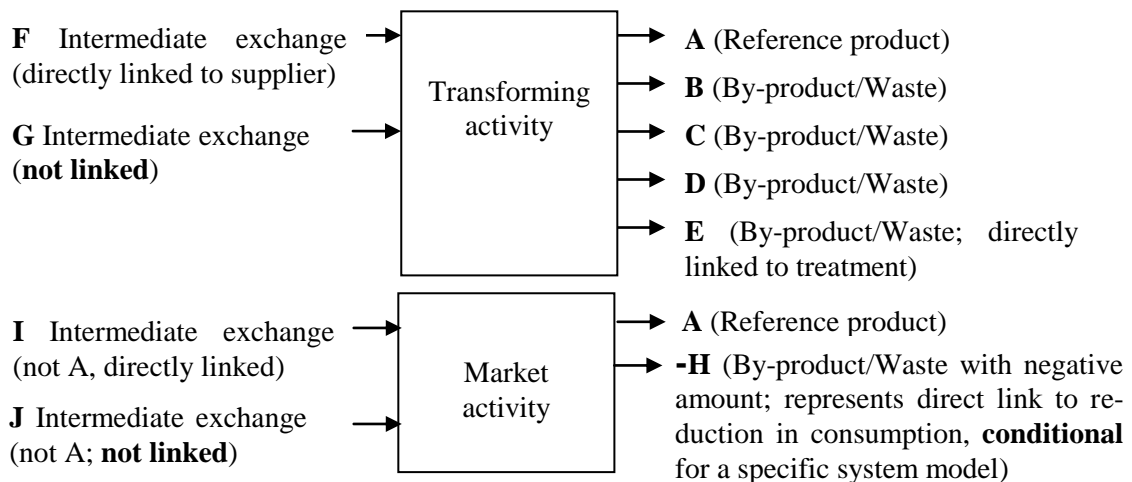 F Intermediate exchange
(directly linked to supplier)
G Intermediate exchange
(not linked)
Transforming
activity
A (Reference product)
B (By-product/Waste)
C (By-product/Waste)
D (By-product/Waste)
E (By-product/Waste; directly
linked to treatment)
I Intermediate exchange
(not A, directly linked)
J Intermediate exchange
(not A; not linked)
Market
activity
A (Reference product)
-H (By-product/Waste with negative
amount; represents direct link to re-
duction in consumption, conditional
for a specific system model)